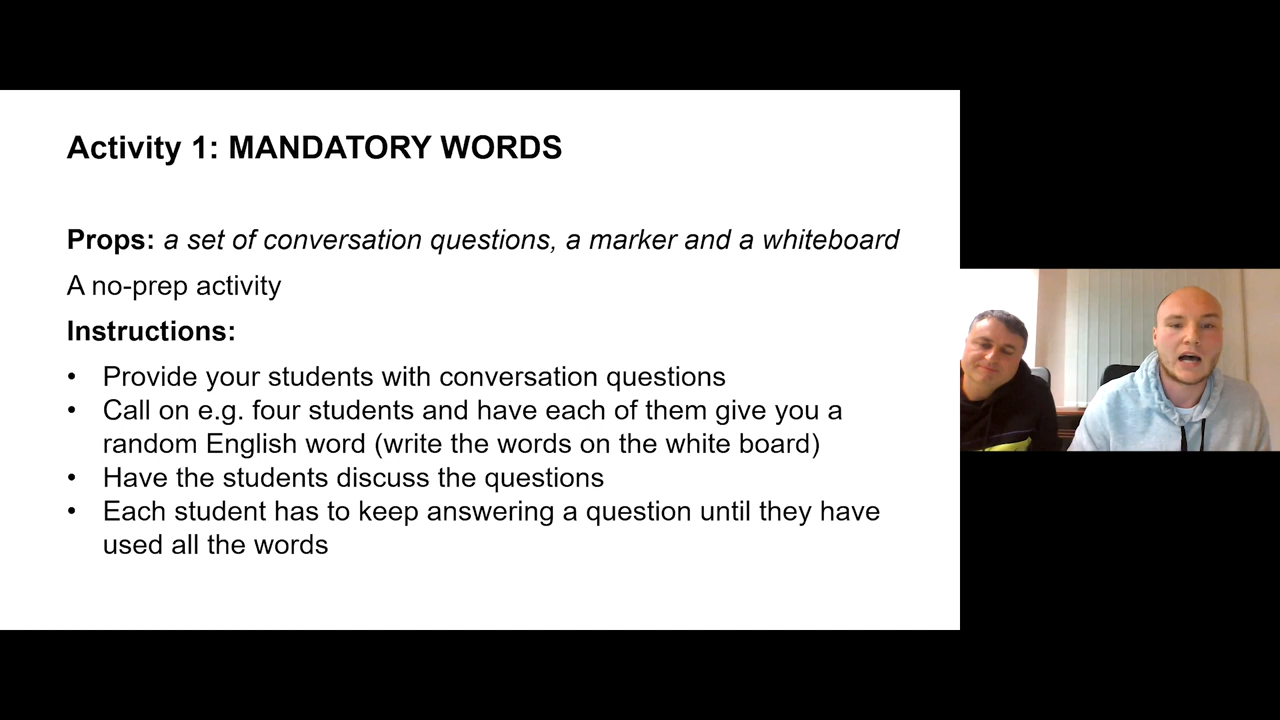 Activity 1: MANDATORY WORDS
Props: a set of conversation questions, a marker and a whiteboard
A no-prep activity
Instructions:
• Provide your students with conversation questions
• Call on e.g. four students and have each of them give you a
random English word (write the words on the white board)
• Have the students discuss the questions
• Each student has to keep answering a question until they have
used all the words